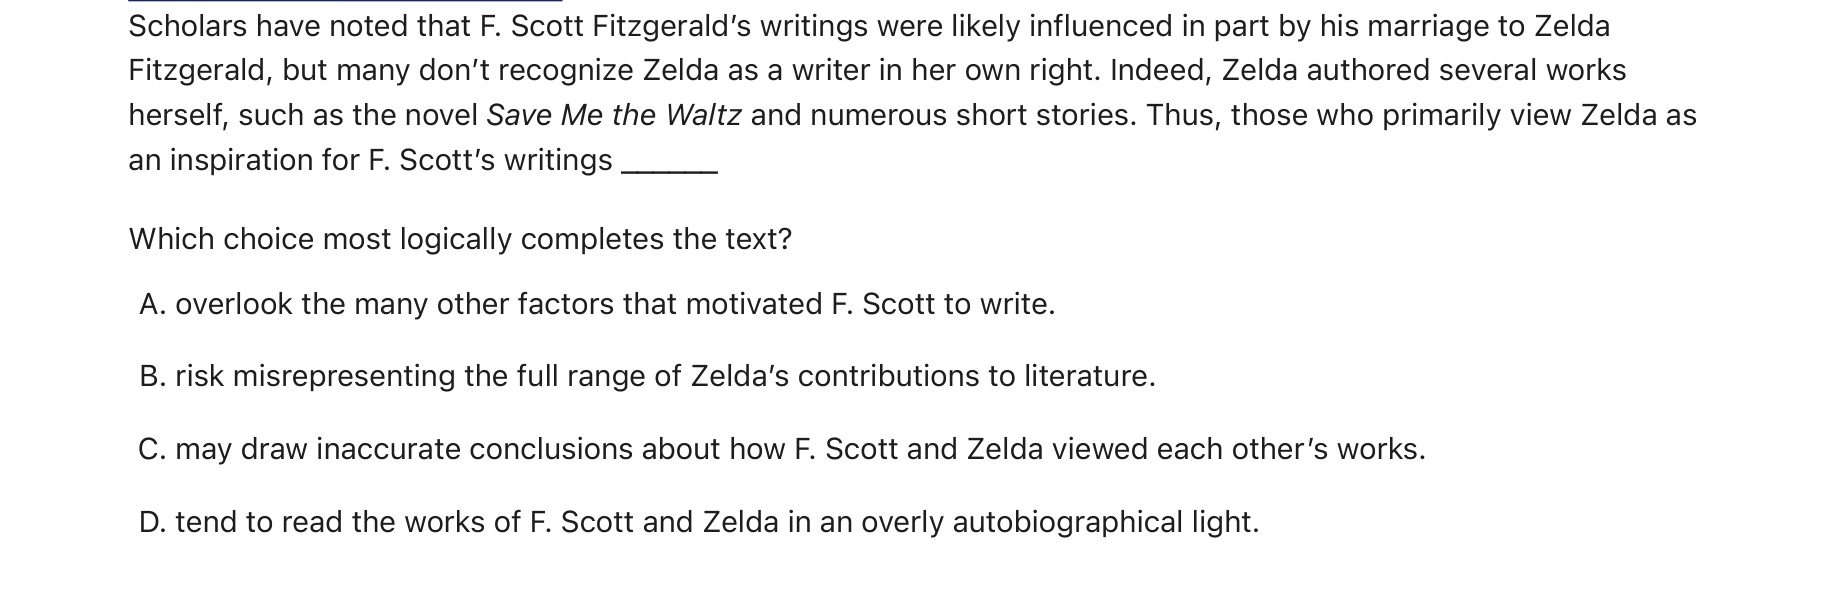 Scholars have noted that F. Scott Fitzgerald’s writings were likely influenced in part by his marriage to Zelda
Fitzgerald, but many don’t recognize Zelda as a writer in her own right. Indeed, Zelda authored several works
herself, such as the novel Save Me the Waltz and numerous short stories. Thus, those who primarily view Zelda as
an inspiration for F. Scott’s writings ______
Which choice most logically completes the text?
A. overlook the many other factors that motivated F. Scott to write.
B. risk misrepresenting the full range of Zelda’s contributions to literature.
C. may draw inaccurate conclusions about how F. Scott and Zelda viewed each other’s works.
D. tend to read the works of F. Scott and Zelda in an overly autobiographical light.